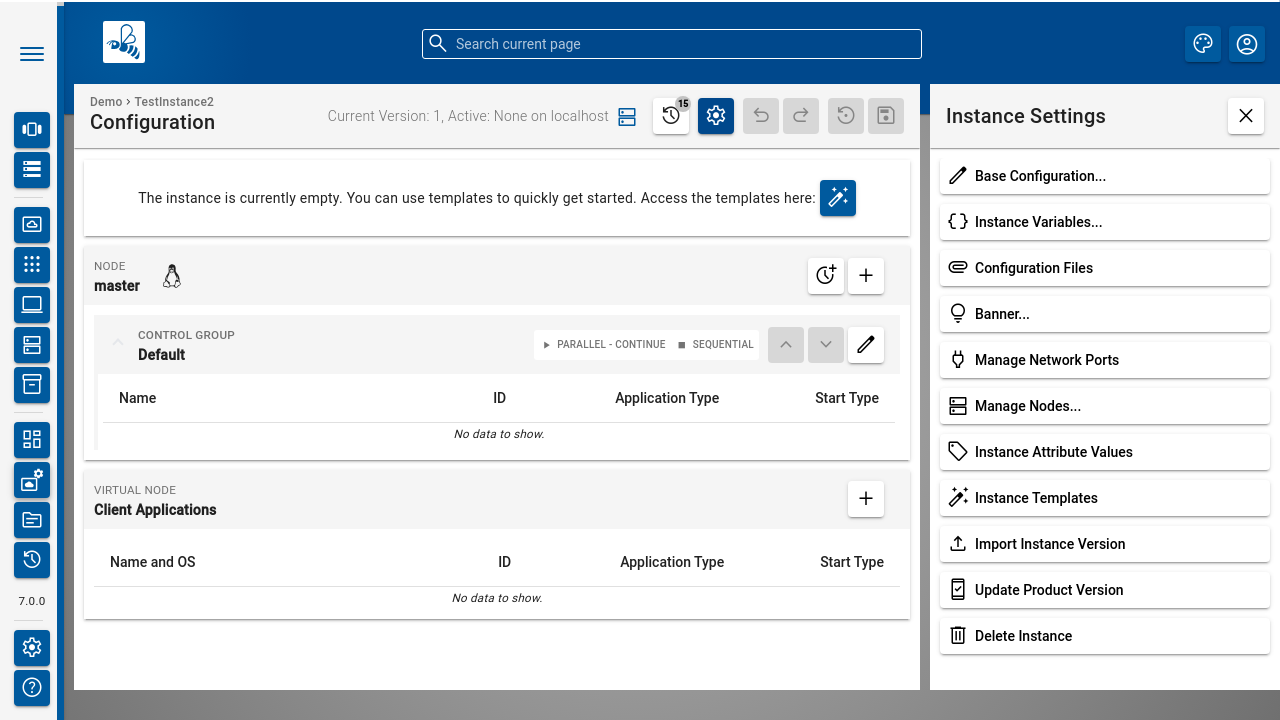 Search current page
Demo › TestInstance2
Configuration
Current Version: 1, Active: None on localhost
15
Instance Settings
The instance is currently empty. You can use templates to quickly get started. Access the templates here:
NODE
master
CONTROL GROUP
Default
PARALLEL - CONTINUE
SEQUENTIAL
Name ID Application Type Start Type
No data to show.
VIRTUAL NODE
Client Applications
Name and OS ID Application Type Start Type
No data to show.
Base Configuration...
Instance Variables...
Configuration Files
Banner...
Manage Network Ports
Manage Nodes...
Instance Attribute Values
Instance Templates
Import Instance Version
Update Product Version
Delete Instance
7.0.0